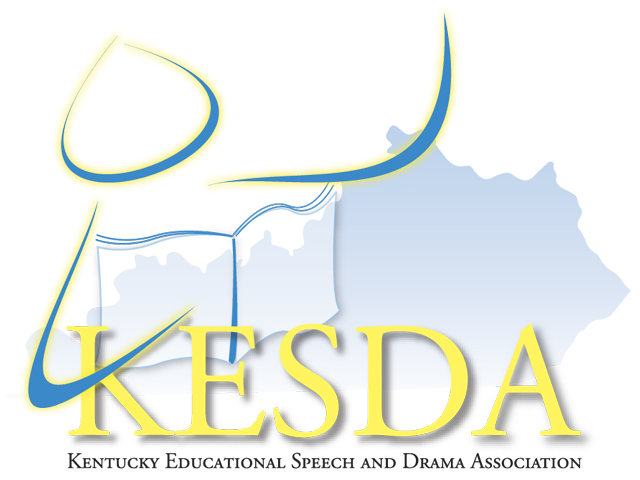 KESDA
Kentucky Educational Speech and Drama Association